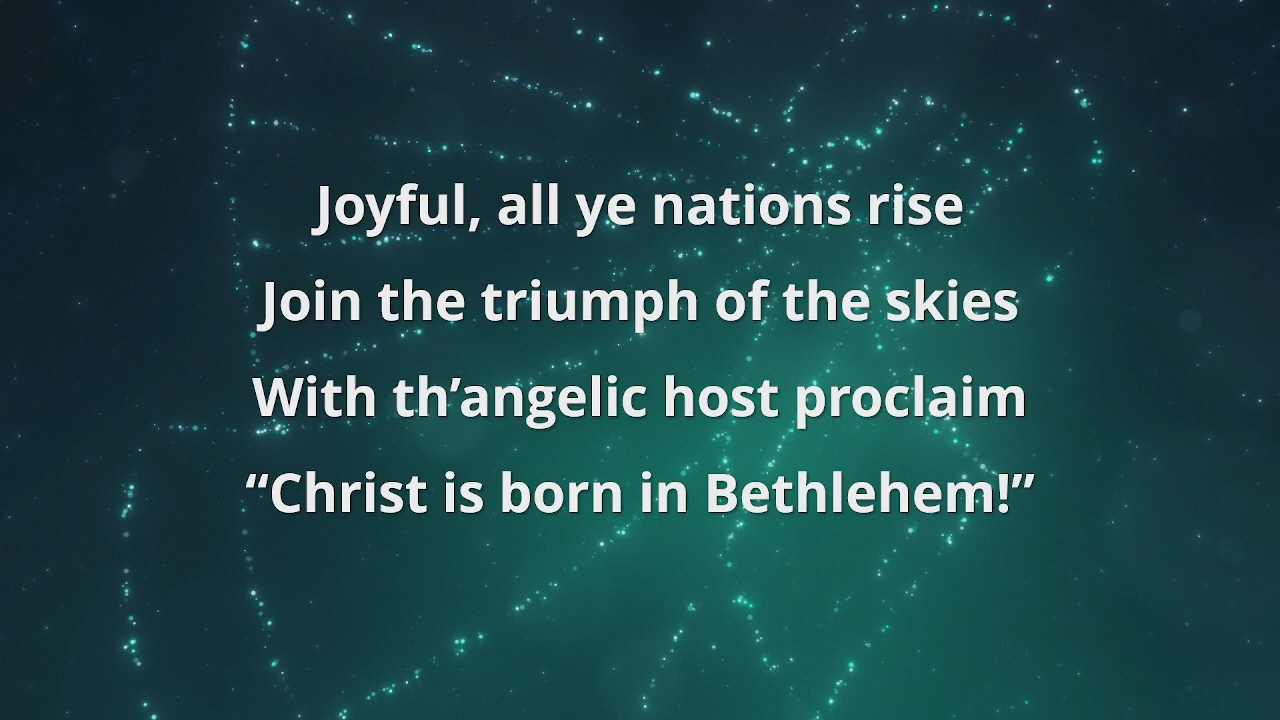 Joyful, all ye nations rise
Join the triumph of the skies
With th’angelic host proclaim
“Christ is born in Bethlehem!”